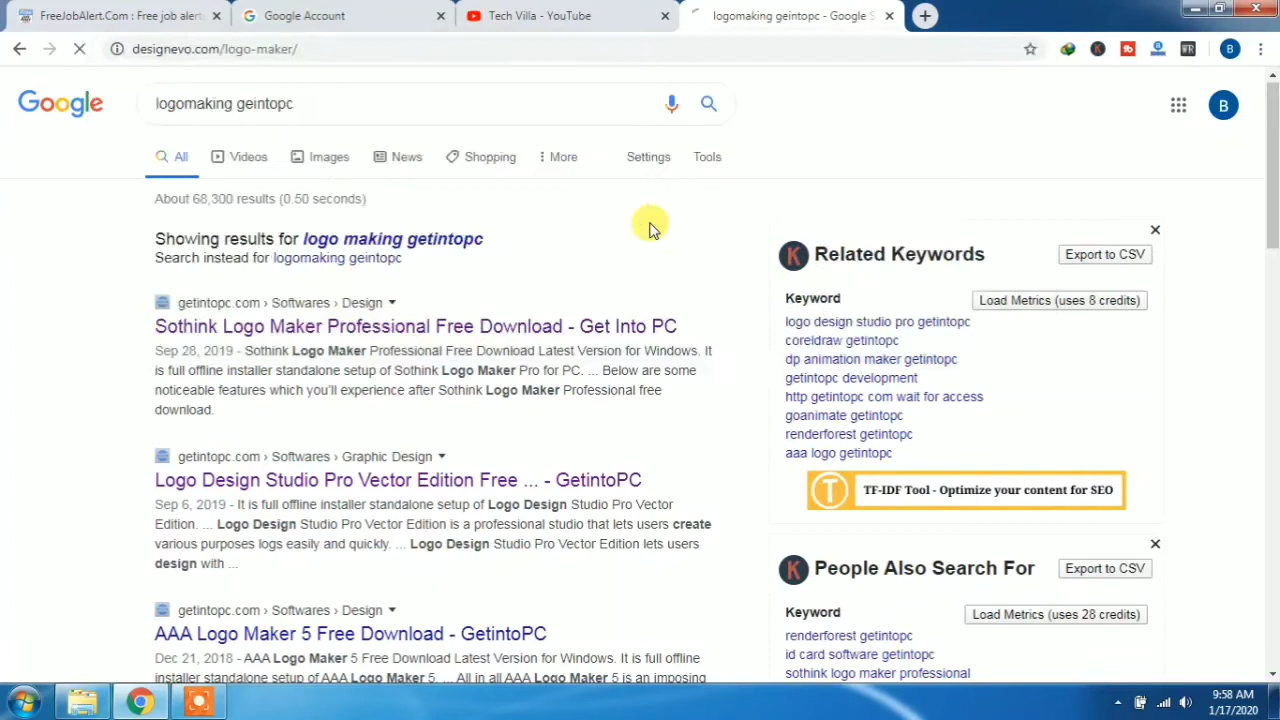 FreeJobAlert.Com : Free job alert
Google Account
Tech Villa - YouTube
logomaking geintopc - Google S
designevo.com/logo-maker/
B
Google
logomaking geintopc
B
All
Videos
Images
News
Shopping
More
Settings
Tools
About 68,300 results (0.50 seconds)
Showing results for logo making getintopc
Search instead for logomaking geintopc
getintopc.com › Softwares › Design
Sothink Logo Maker Professional Free Download - Get Into PC
Sep 28, 2019 - Sothink Logo Maker Professional Free Download Latest Version for Windows. It
is full offline installer standalone setup of Sothink Logo Maker Pro for PC. ... Below are some
noticeable features which you'll experience after Sothink Logo Maker Professional free
download.
getintopc.com › Softwares › Graphic Design
Logo Design Studio Pro Vector Edition Free ... - GetintoPC
Sep 6, 2019 - It is full offline installer standalone setup of Logo Design Studio Pro Vector
Edition. ... Logo Design Studio Pro Vector Edition is a professional studio that lets users create
various purposes logs easily and quickly. ... Logo Design Studio Pro Vector Edition lets users
design with ...
getintopc.com › Softwares › Design
AAA Logo Maker 5 Free Download - GetintoPC
Dec 21, 2018 - AAA Logo Maker 5 Free Download Latest Version for Windows. It is full offline
installer standalone setup of AAA Logo Maker 5. ... All in all AAA Logo Maker 5 is an imposing
K
Related Keywords
Export to CSV
Keyword
Load Metrics (uses 8 credits)
logo design studio pro getintopc
coreldraw getintopc
dp animation maker getintopc
getintopc development
http getintopc com wait for access
goanimate getintopc
renderforest getintopc
aaa logo getintopc
T
TF-IDF Tool - Optimize your content for SEO
K
People Also Search For
Export to CSV
Keyword
Load Metrics (uses 28 credits)
renderforest getintopc
id card software getintopc
sothink logo maker professional
9:58 AM
1/17/2020